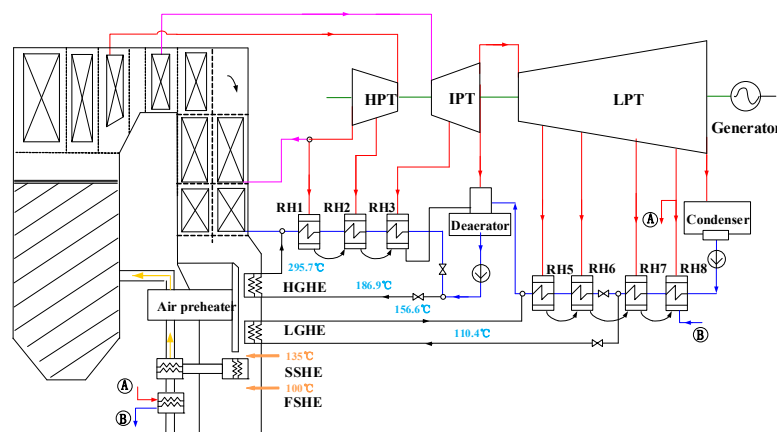 HPT
IPT
LPT
Generator
RH1
RH2
RH3
Deaerator
Ⓐ
Condenser
RH5
RH6
RH7
RH8
295.7℃
HGHE
186.9℃
156.6℃
Air preheater
LGHE
110.4℃
Ⓑ
135℃
SSHE
100℃
FSHE
Ⓐ
Ⓑ